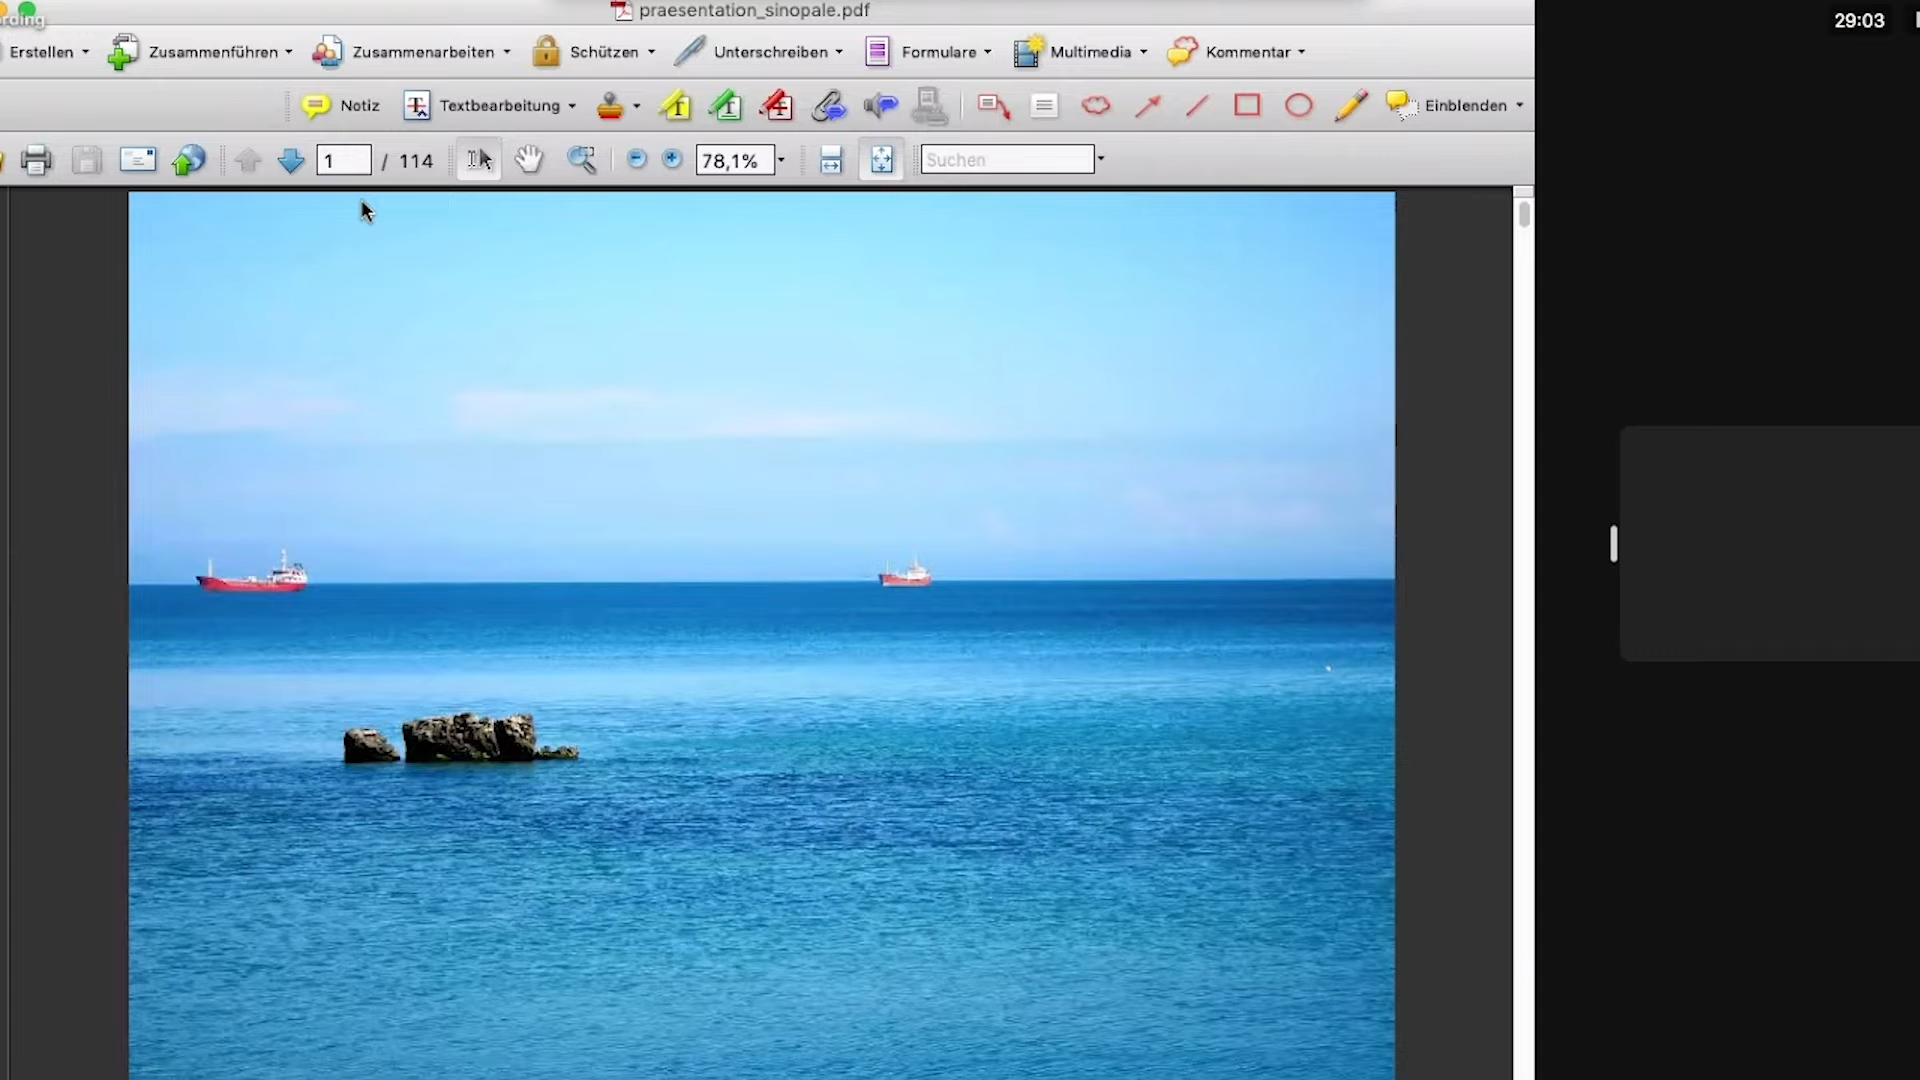 praesentation_sinopale.pdf
29:03
Erstellen Zusammenführen Zusammenarbeiten Schützen Unterschreiben Formulare Multimedia Kommentar
Notiz Textbearbeitung Einblenden
1 / 114 78,1% Suchen